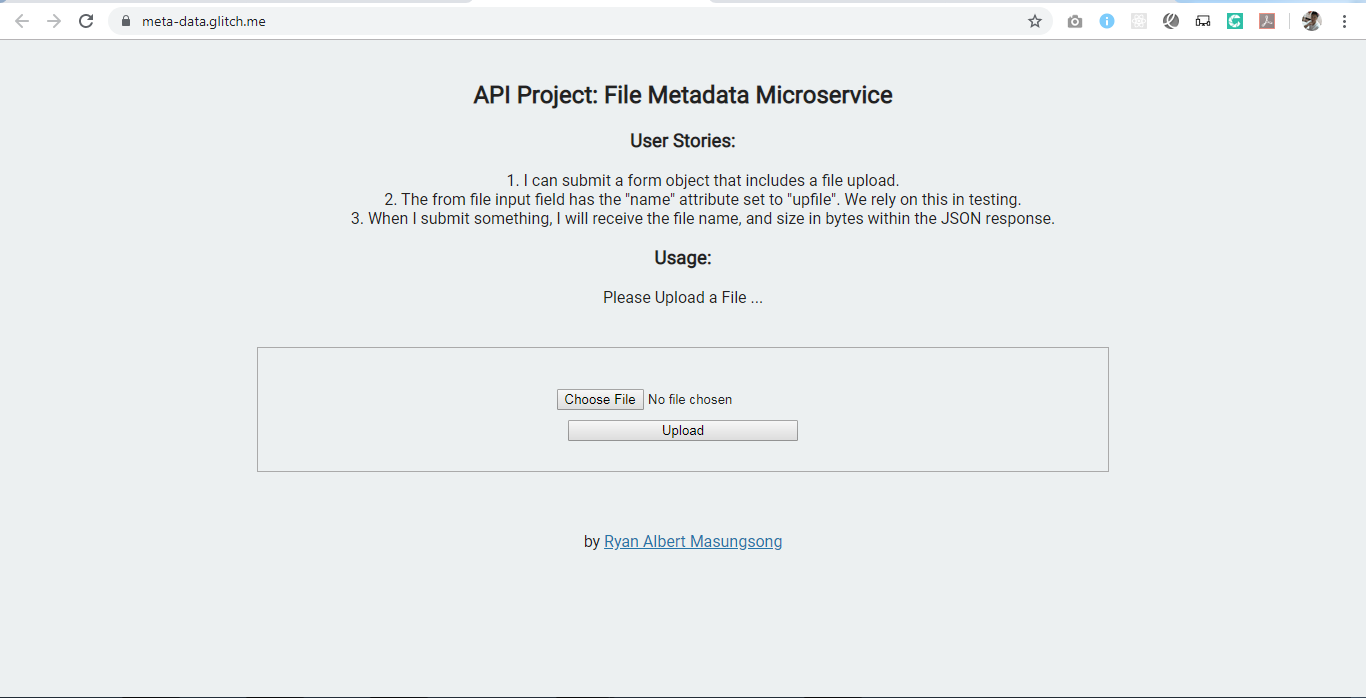 meta-data.glitch.me
API Project: File Metadata Microservice
User Stories:
1. I can submit a form object that includes a file upload.
2. The from file input field has the "name" attribute set to "upfile". We rely on this in testing.
3. When I submit something, I will receive the file name, and size in bytes within the JSON response.
Usage:
Please Upload a File ...
Choose File No file chosen
Upload
by Ryan Albert Masungsong